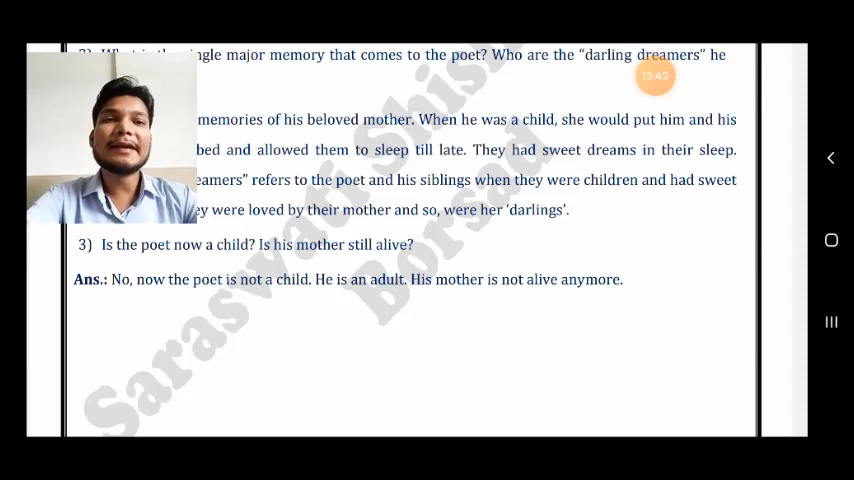 ngle major memory that comes to the poet? Who are the “darling dreamers” he
13:42
memories of his beloved mother. When he was a child, she would put him and his
bed and allowed them to sleep till late. They had sweet dreams in their sleep.
eamers” refers to the poet and his siblings when they were children and had sweet
ey were loved by their mother and so, were her ‘darlings’.
3) Is the poet now a child? Is his mother still alive?
Ans.: No, now the poet is not a child. He is an adult. His mother is not alive anymore.
Saraswati Shish
Borsad